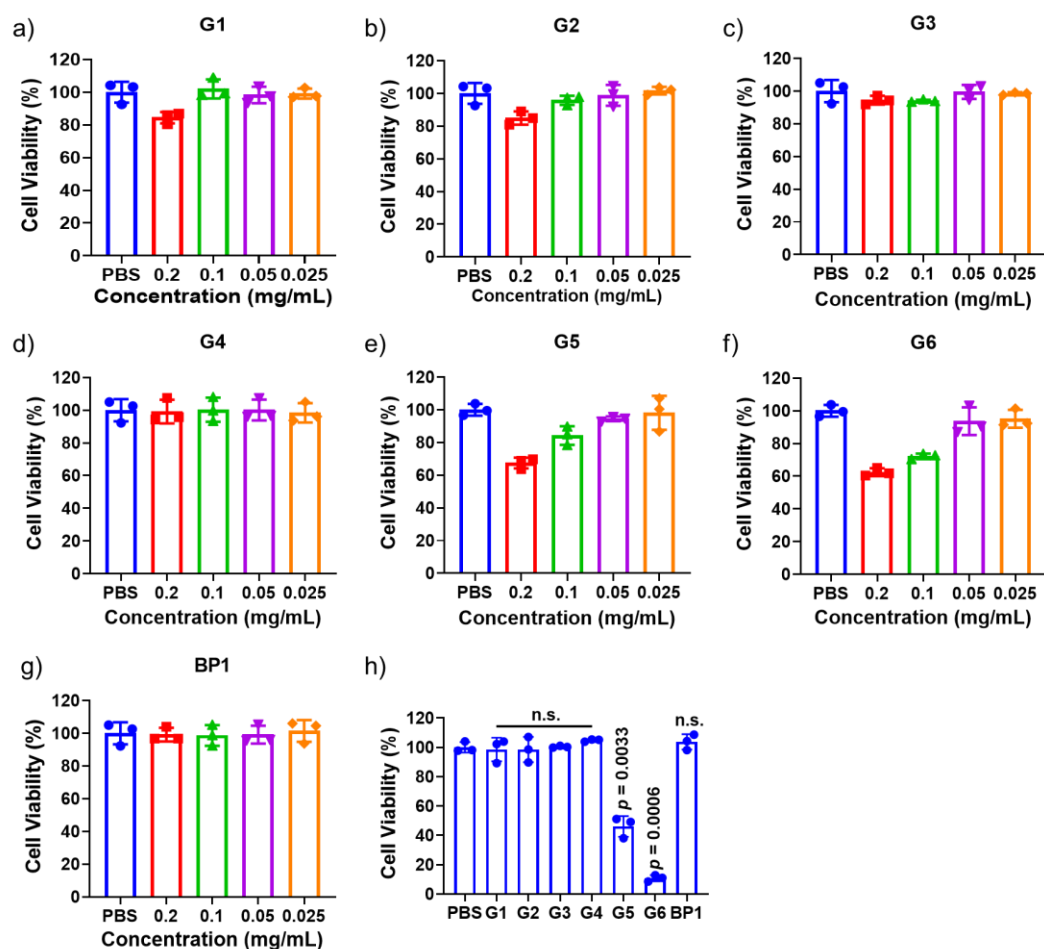 a)
G1
Cell Viability (%)
120
100
80
60
40
20
0
PBS 0.2 0.1 0.05 0.025
Concentration (mg/mL)
b)
G2
Cell Viability (%)
120
100
80
60
40
20
0
PBS 0.2 0.1 0.05 0.025
Concentration (mg/mL)
c)
G3
Cell Viability (%)
120
100
80
60
40
20
0
PBS 0.2 0.1 0.05 0.025
Concentration (mg/mL)
d)
G4
Cell Viability (%)
120
100
80
60
40
20
0
PBS 0.2 0.1 0.05 0.025
Concentration (mg/mL)
e)
G5
Cell Viability (%)
120
100
80
60
40
20
0
PBS 0.2 0.1 0.05 0.025
Concentration (mg/mL)
f)
G6
Cell Viability (%)
120
100
80
60
40
20
0
PBS 0.2 0.1 0.05 0.025
Concentration (mg/mL)
g)
BP1
Cell Viability (%)
120
100
80
60
40
20
0
PBS 0.2 0.1 0.05 0.025
Concentration (mg/mL)
h)
Cell Viability (%)
120
100
80
60
40
20
0
n.s.
p = 0.0033
p = 0.0006
n.s.
PBS G1 G2 G3 G4 G5 G6 BP1